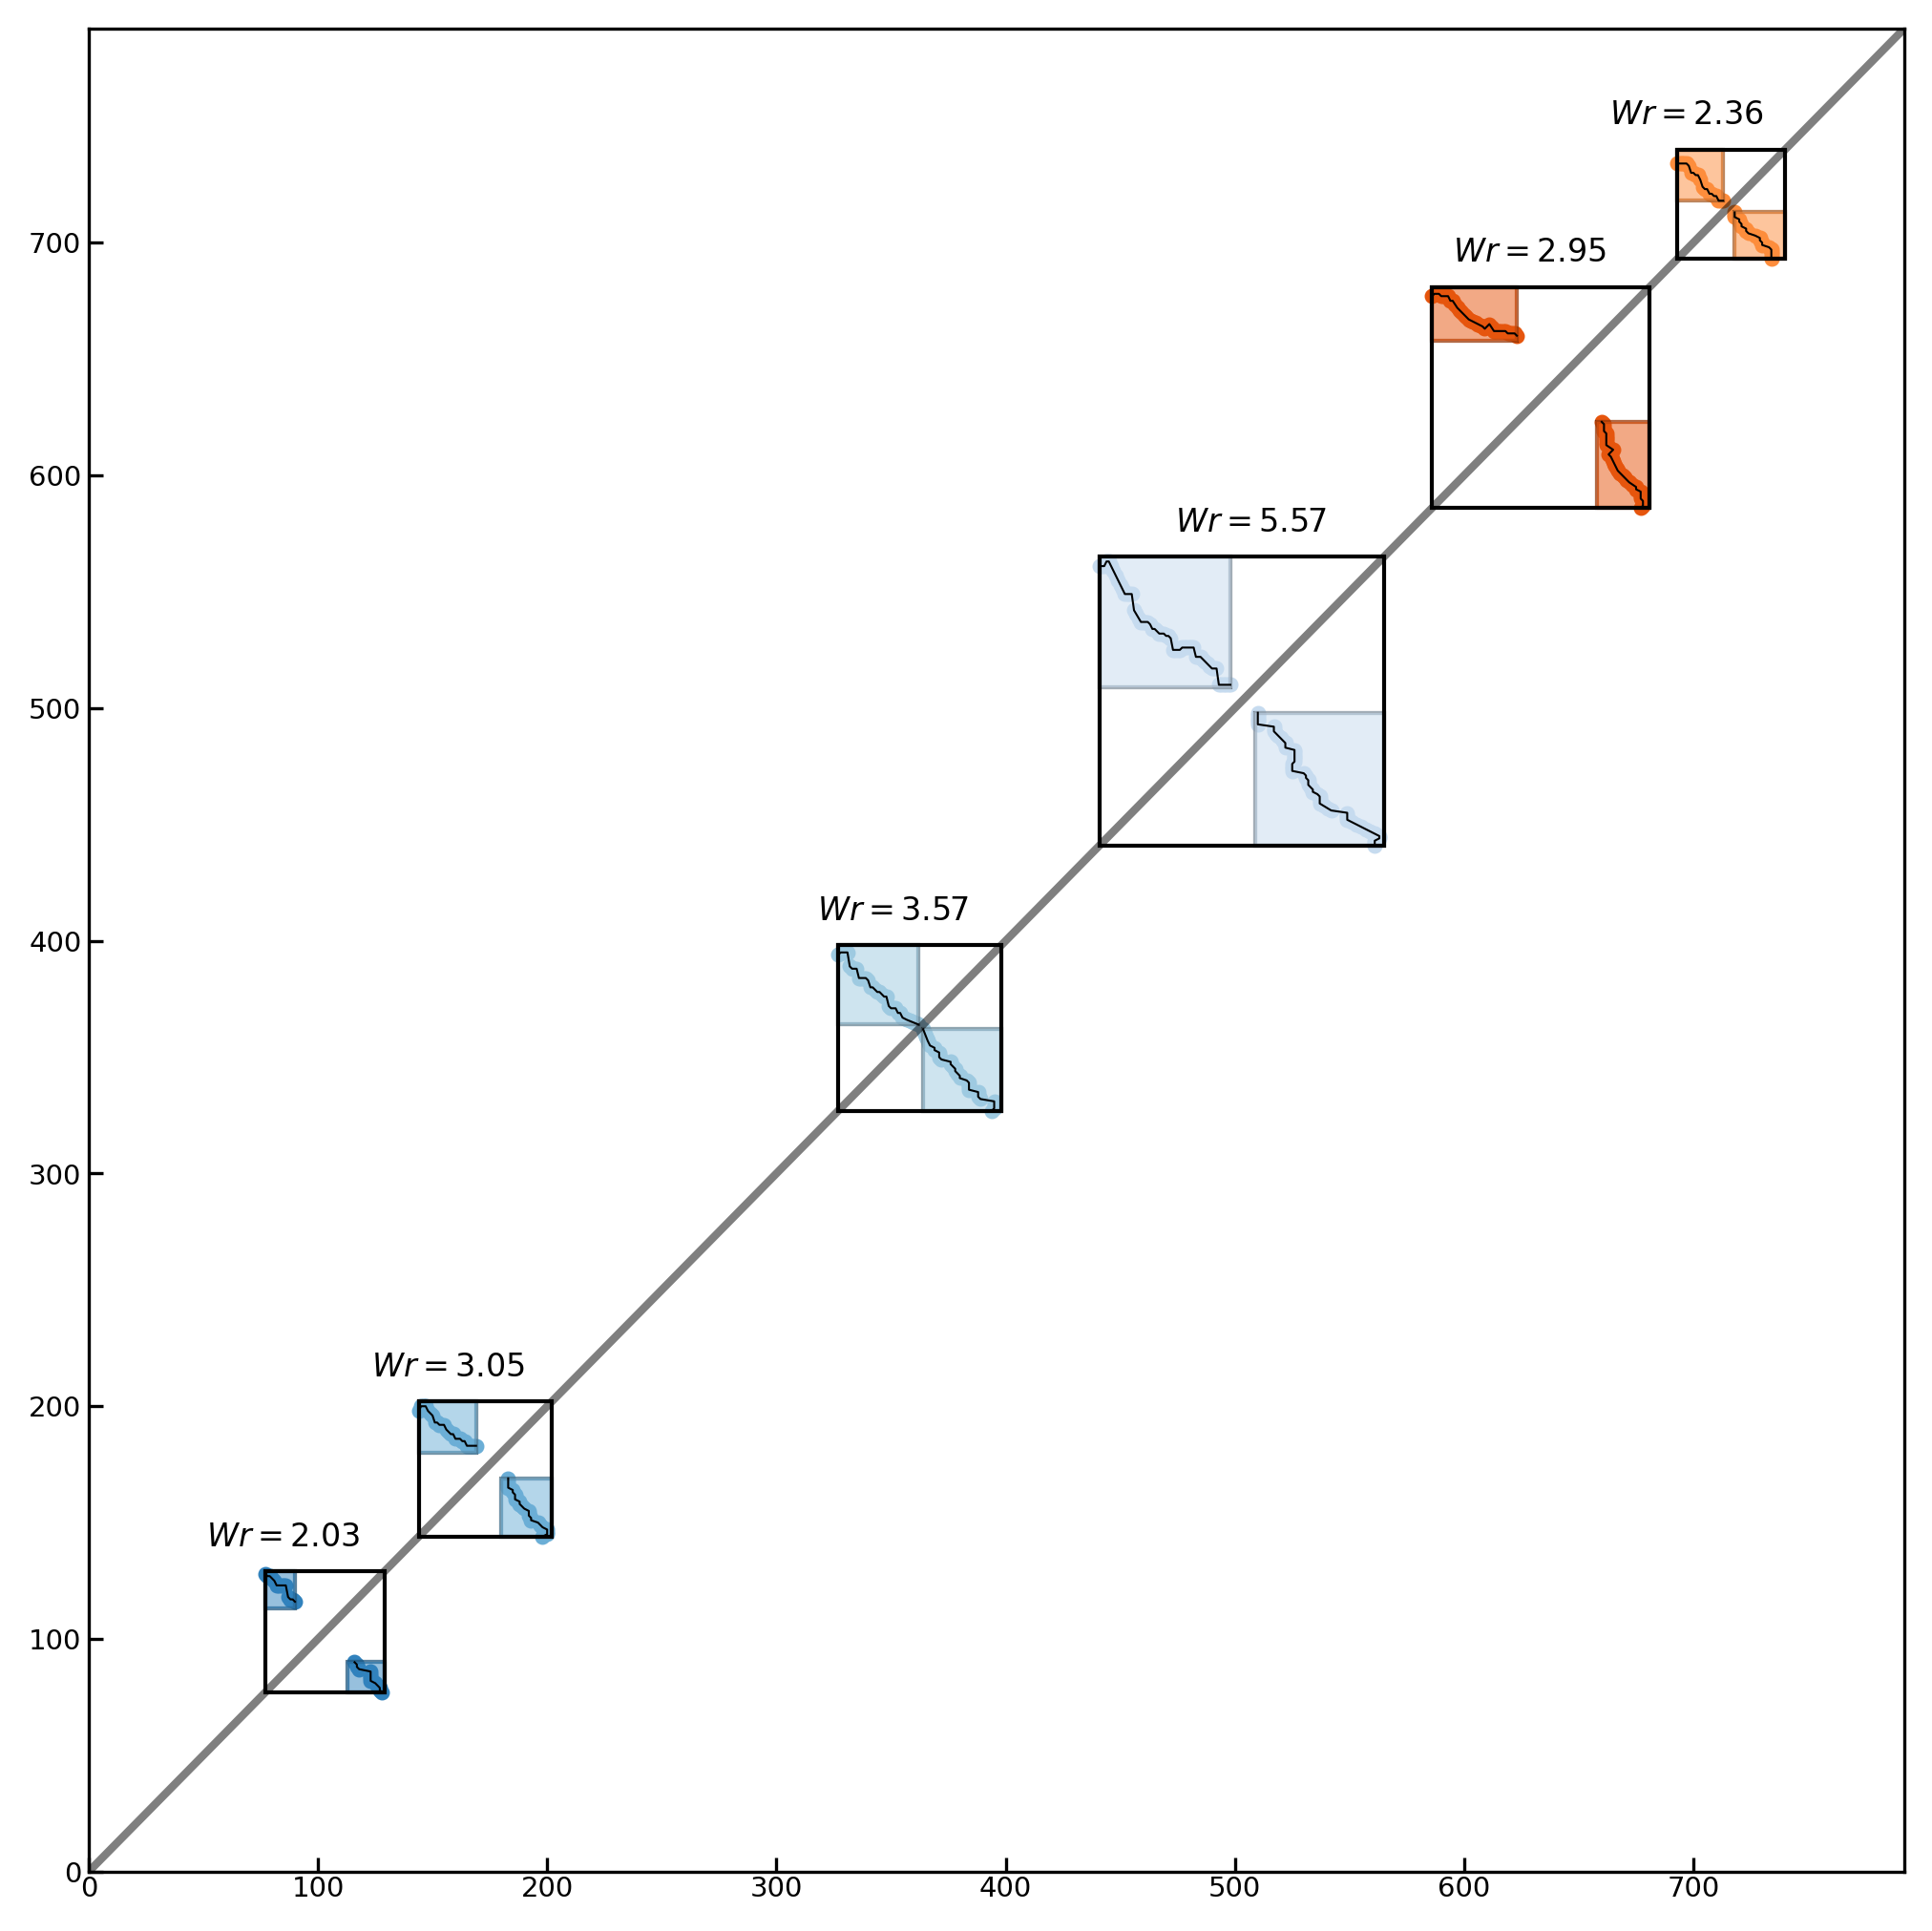 Wr = 2.36
Wr = 2.95
Wr = 5.57
Wr = 3.57
Wr = 3.05
Wr = 2.03
700
600
500
400
300
200
100
0
0 100 200 300 400 500 600 700